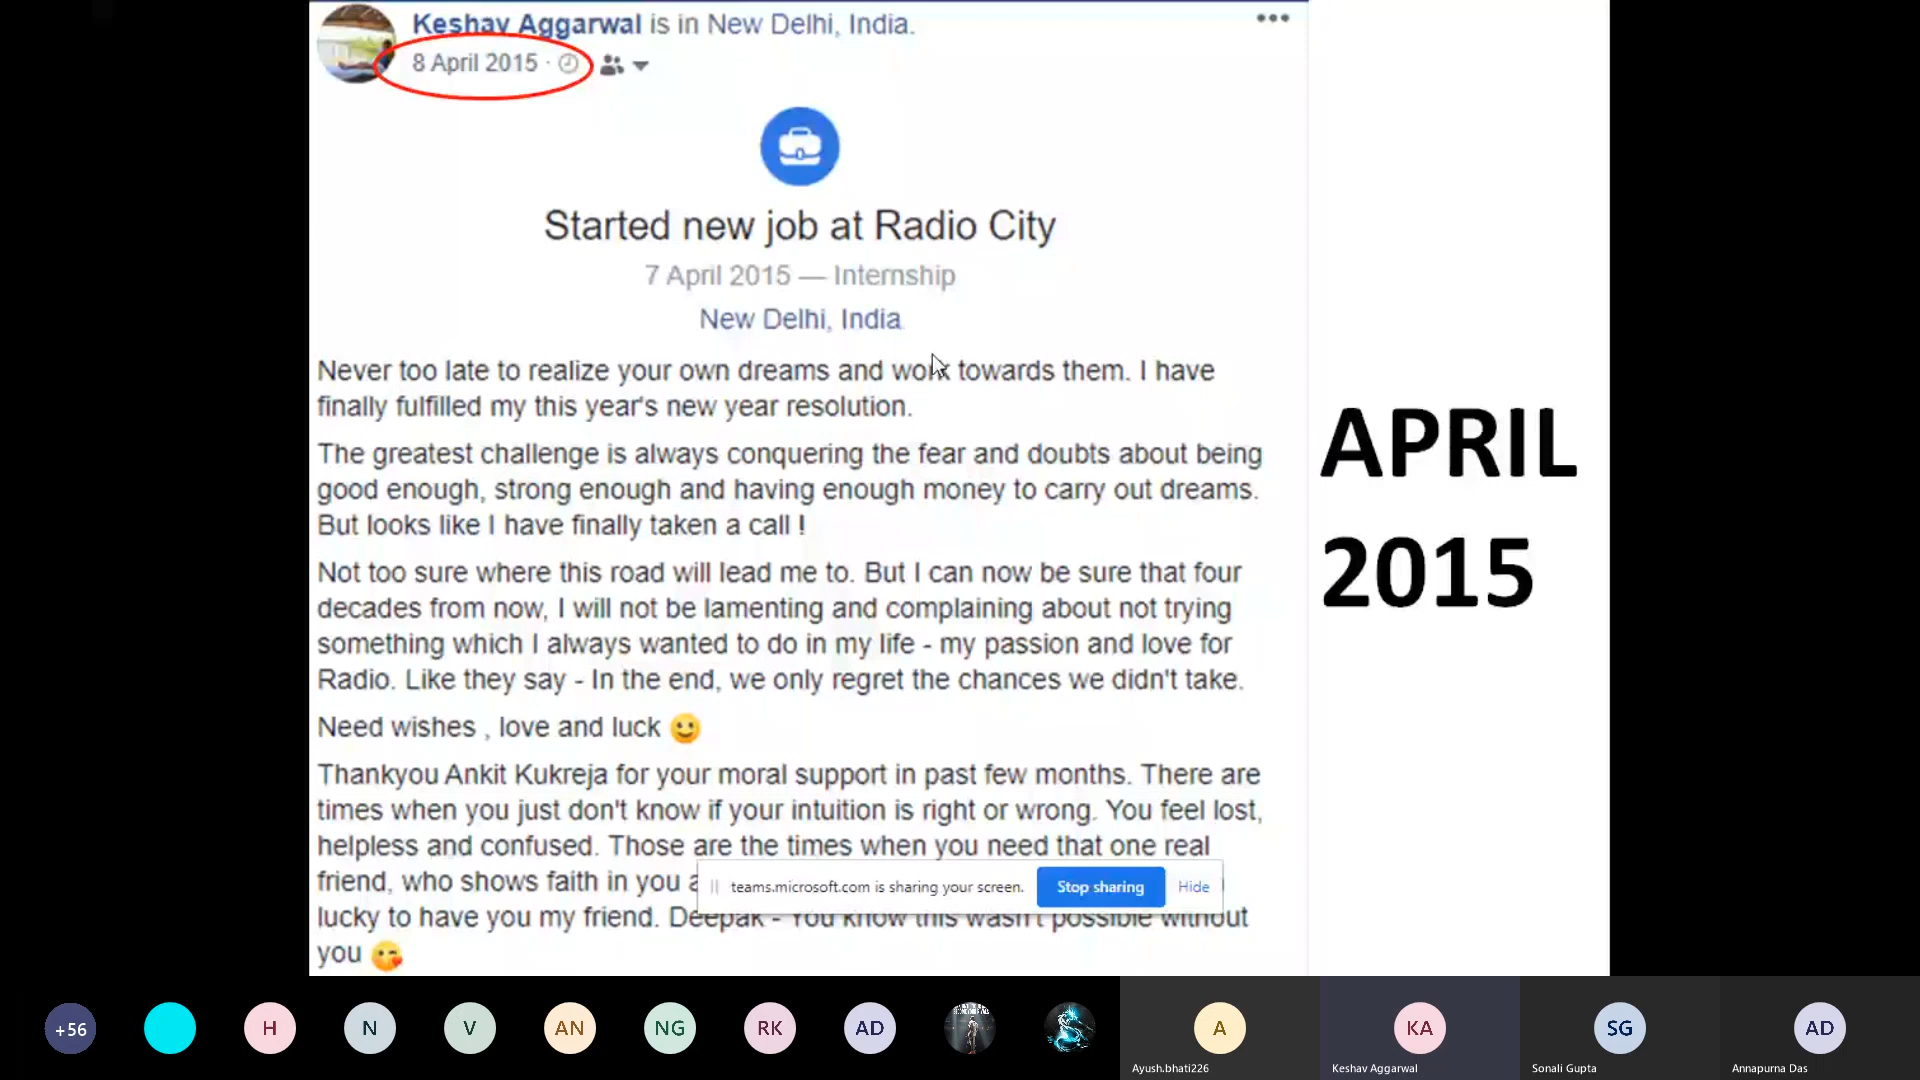 Keshav Aggarwal is in New Delhi, India.
8 April 2015 ·
Started new job at Radio City
7 April 2015 — Internship
New Delhi, India
Never too late to realize your own dreams and work towards them. I have
finally fulfilled my this year's new year resolution.
The greatest challenge is always conquering the fear and doubts about being
good enough, strong enough and having enough money to carry out dreams.
But looks like I have finally taken a call !
Not too sure where this road will lead me to. But I can now be sure that four
decades from now, I will not be lamenting and complaining about not trying
something which I always wanted to do in my life - my passion and love for
Radio. Like they say - In the end, we only regret the chances we didn't take.
Need wishes , love and luck 🙂
Thankyou Ankit Kukreja for your moral support in past few months. There are
times when you just don't know if your intuition is right or wrong. You feel lost,
helpless and confused. Those are the times when you need that one real
friend, who shows faith in you
lucky to have you my friend. Deepak - You know this wasn't possible without
you 😘
APRIL
2015
teams.microsoft.com is sharing your screen.
Stop sharing
Hide
+56
H
N
V
AN
NG
RK
AD
A
KA
SG
AD
Ayush.bhati226
Keshav Aggarwal
Sonali Gupta
Annapurna Das